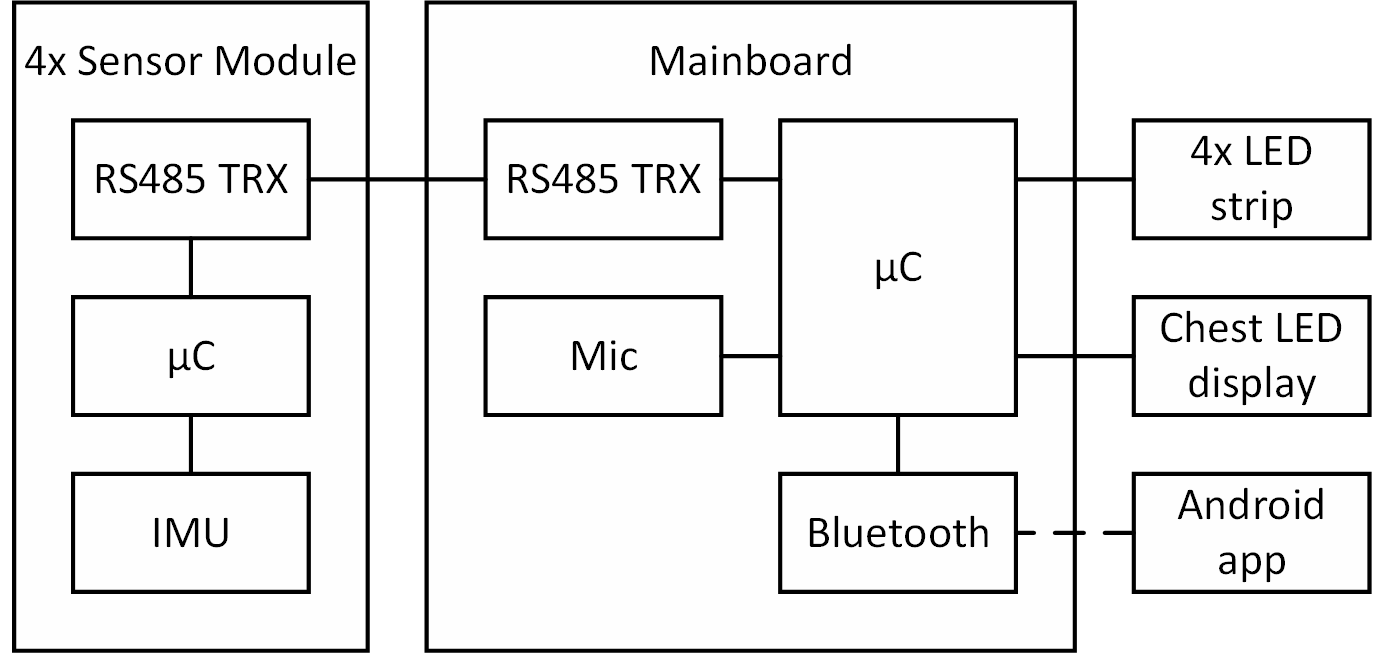 4x Sensor Module
Mainboard
RS485 TRX
RS485 TRX
µC
4x LED
strip
µC
Mic
Chest LED
display
IMU
Bluetooth
Android
app